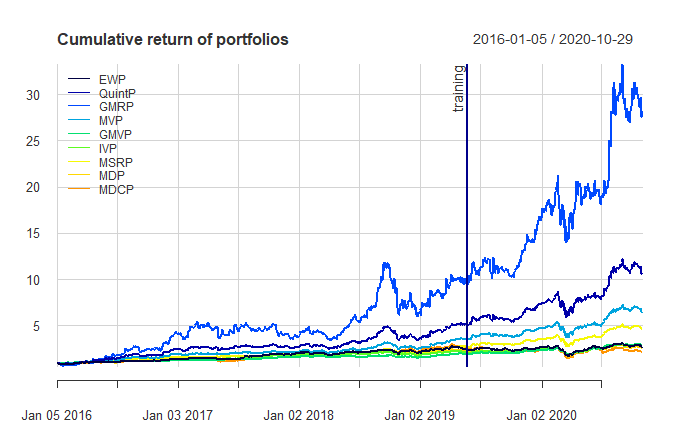 Cumulative return of portfolios
2016-01-05 / 2020-10-29
EWP
QuintP
GMRP
MVP
GMVP
IVP
MSRP
MDP
MDCP
training
30
25
20
15
10
5
Jan 05 2016
Jan 03 2017
Jan 02 2018
Jan 02 2019
Jan 02 2020